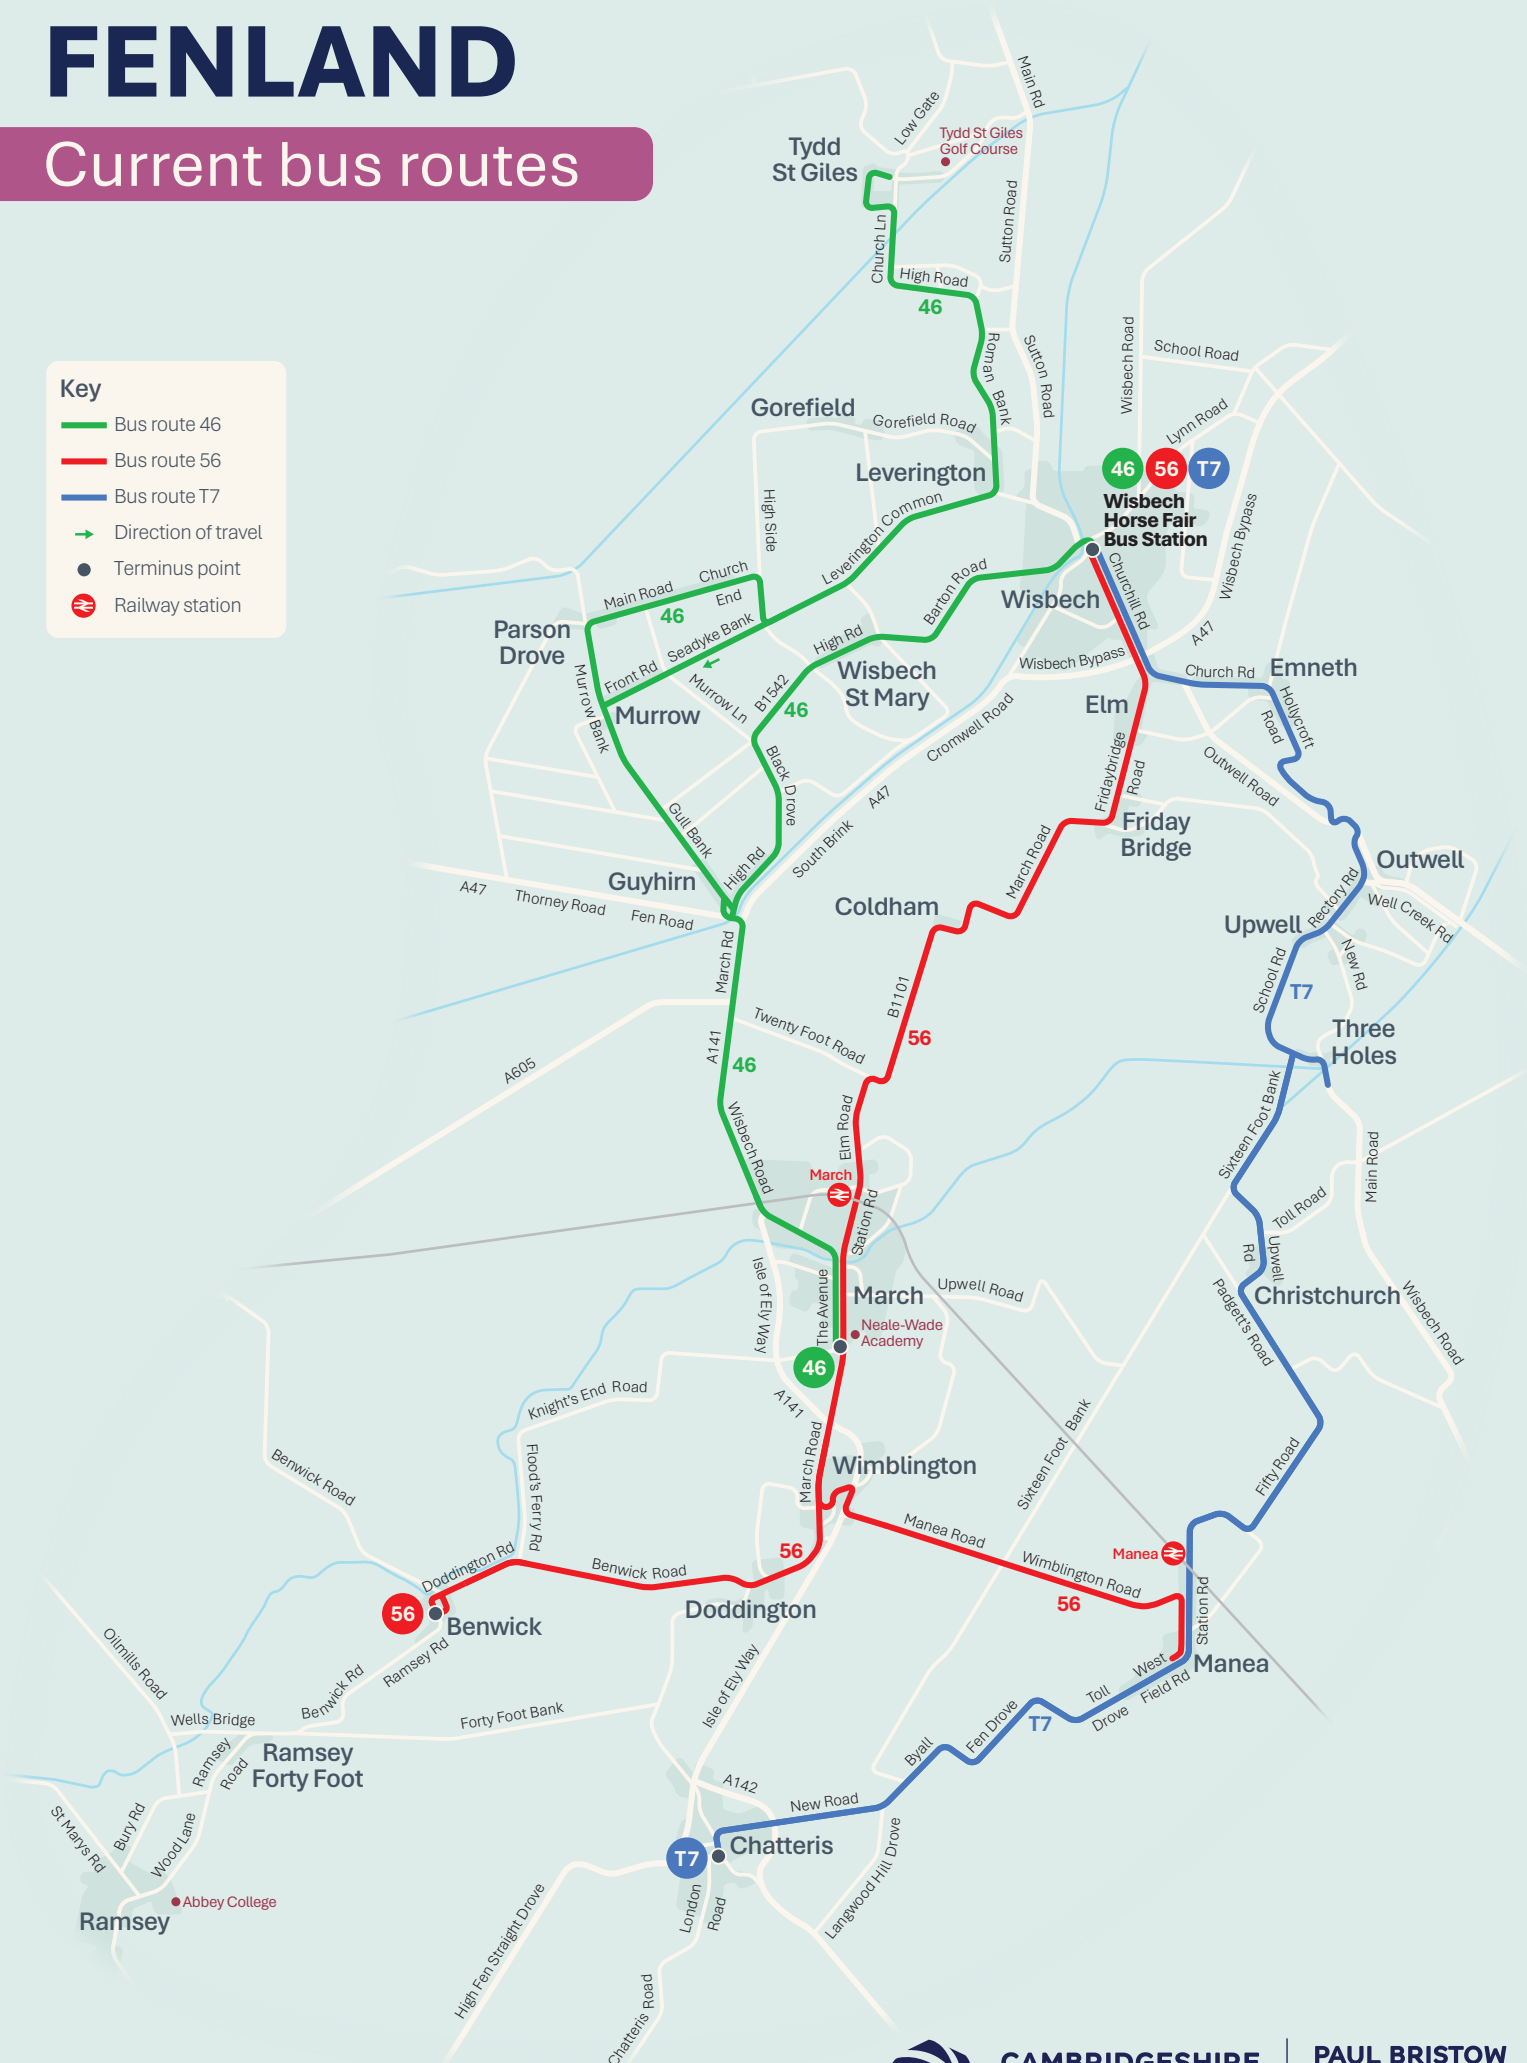 FENLAND
Current bus routes
Key
Bus route 46
Bus route 56
Bus route T7
Direction of travel
Terminus point
Railway station
Main Rd
Low Gate
Tydd St Giles
Golf Course
Tydd
St Giles
Church Ln
Sutton Road
High Road
46
Roman Bank
Sutton Road
Wisbech Road
School Road
Lynn Road
Gorefield
Gorefield Road
Leverington
46
56
T7
Wisbech
Horse Fair
Bus Station
Wisbech Bypass
High Side
Leverington Common
Churchill Rd
Main Road
Church
End
46
Seadyke Bank
Front Rd
Barton Road
Wisbech
Parson
Drove
High Rd
Wisbech
St Mary
Wisbech Bypass
A47
Church Rd
Emneth
Murrow Bank
Murrow
Murrow Ln
B1542
46
Cromwell Road
Elm
Hollycroft
Road
Outwell Road
Black Drove
Gull Bank
High Rd
A47
South Brink
Fridaybridge
Road
Friday
Bridge
March Road
Guyhirn
A47
Thorney Road
Fen Road
Coldham
Outwell
Rectory Rd
Well Creek Rd
Upwell
New Rd
School Rd
T7
March Rd
A141
46
A605
Twenty Foot Road
B1101
56
Three
Holes
Sixteen Foot Bank
Main Road
Toll Road
Wisbech Road
Elm Road
March
Station Rd
Upwell
Rd
Christchurch
Padgett's Road
Wisbech Road
Isle of Ely Way
The Avenue
March
Upwell Road
Neale-Wade
Academy
46
A141
Knight's End Road
Flood's Ferry Rd
March Road
Wimblington
Sixteen Foot Bank
Fifty Road
Benwick Road
Manea Road
Wimblington Road
56
Manea
Station Rd
Doddington Rd
Benwick Road
56
Doddington
56
Benwick
Manea
West
Field Rd
Toll
Drove
T7
Fen Drove
Byall
Oilmills Road
Benwick Rd
Ramsey Rd
Wells Bridge
Forty Foot Bank
Isle of Ely Way
Ramsey
Forty Foot
Ramsey
Road
A142
New Road
T7
Chatteris
Langwood Hill Drove
St Marys Rd
Bury Rd
Wood Lane
Abbey College
Ramsey
London
Road
High Fen Straight Drove
Chatteris Road
CAMBRIDGESHIRE
PAUL BRISTOW